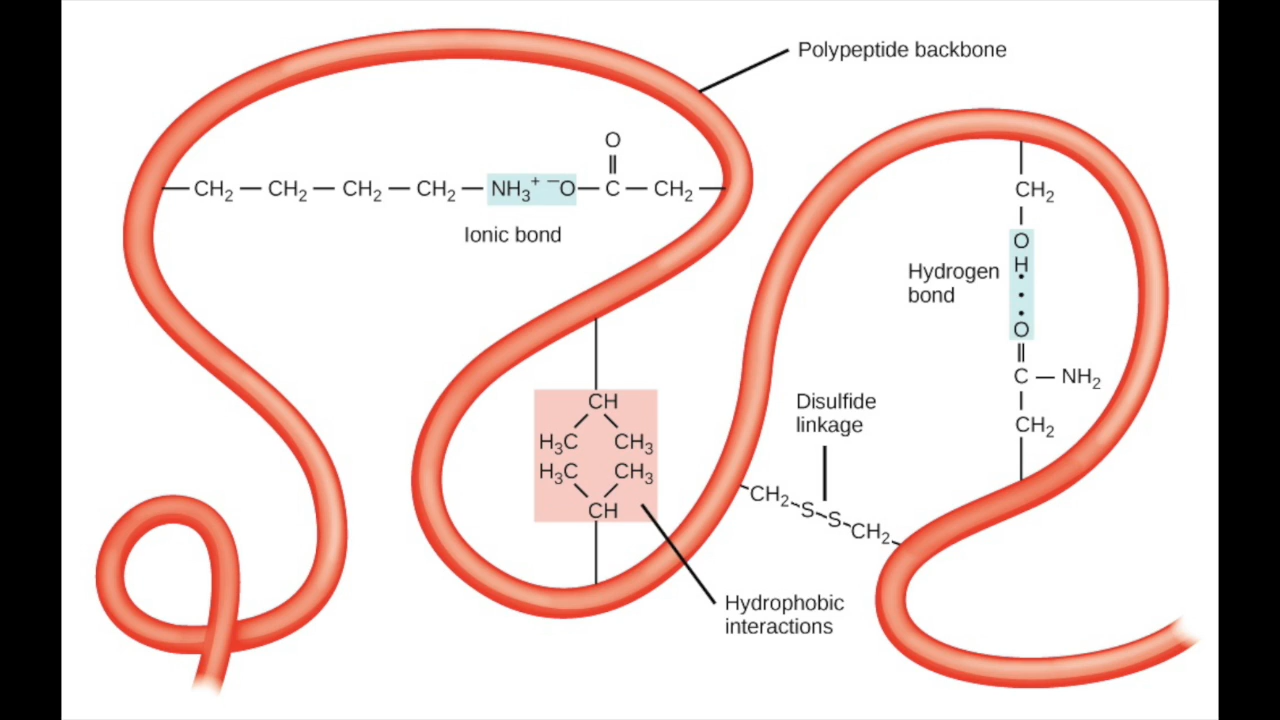 Polypeptide backbone
O
‖
— CH₂ — CH₂ — CH₂ — CH₂ — NH₃⁺ ⁻O — C — CH₂ —
Ionic bond
CH₂
O
H
Hydrogen
bond
O
‖
C — NH₂
CH₂
CH
H₃C CH₃
H₃C CH₃
CH
Disulfide
linkage
CH₂
S
S
CH₂
Hydrophobic
interactions